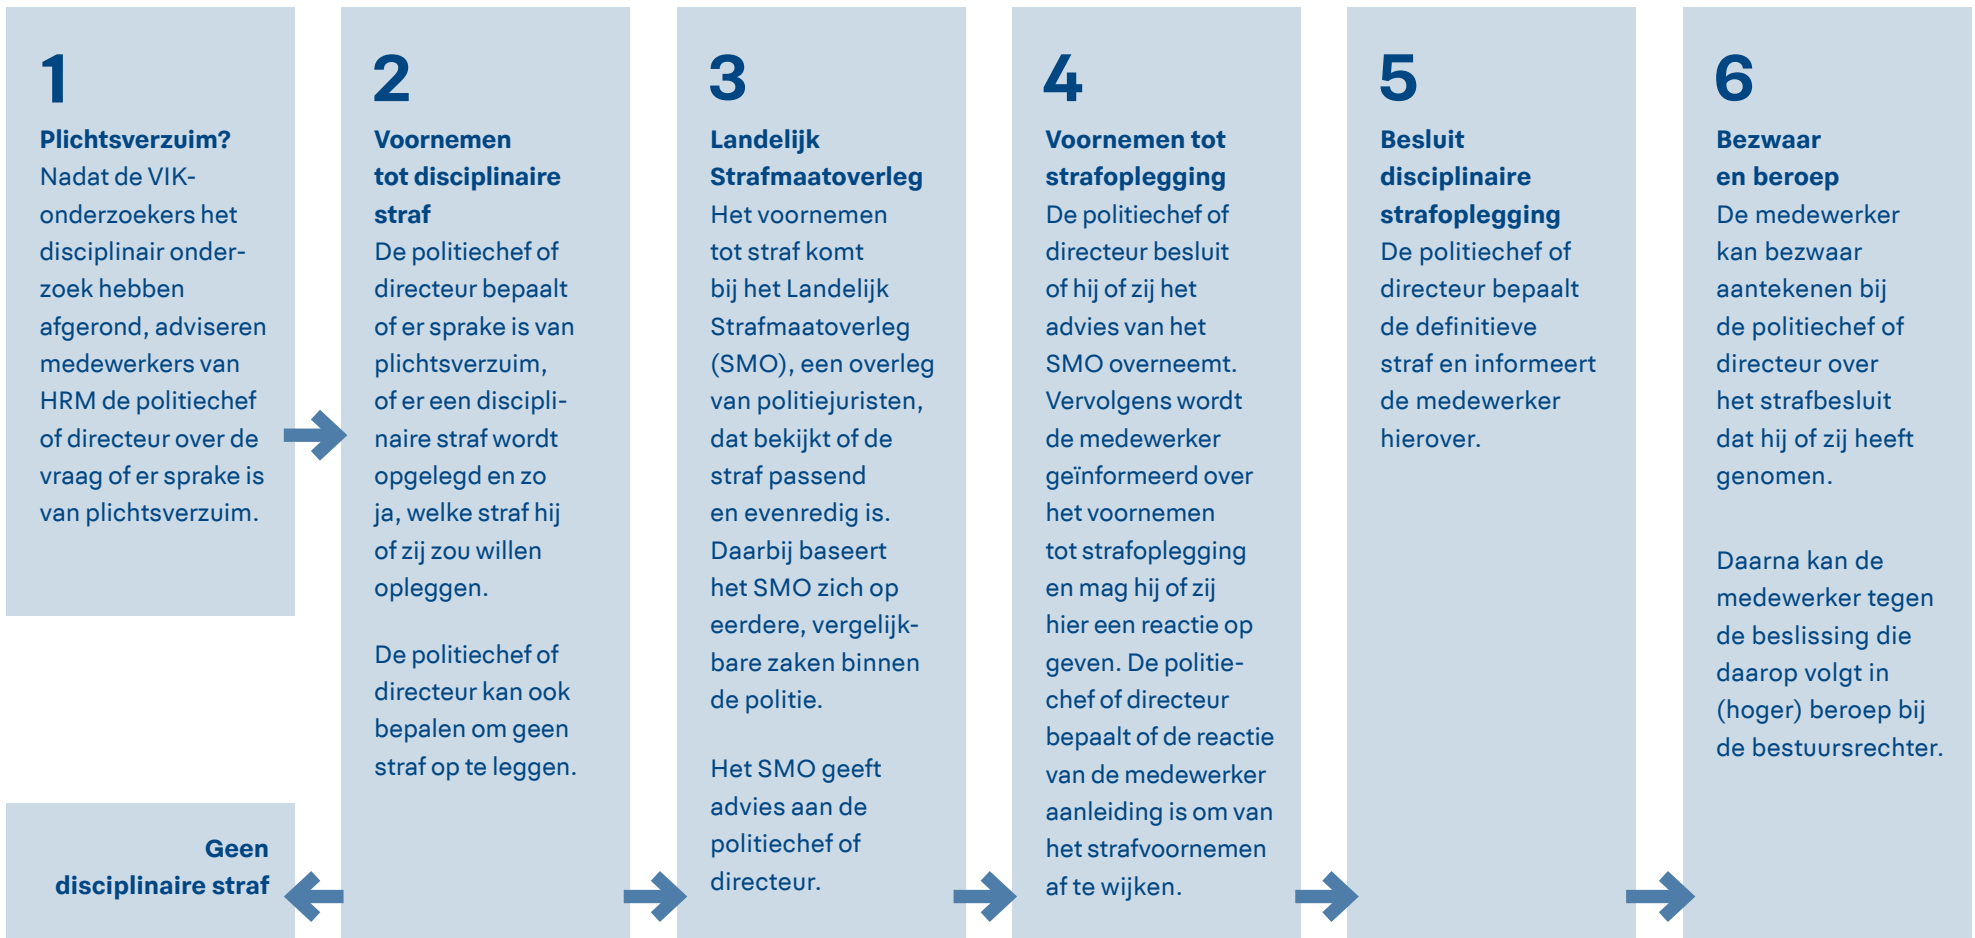 1
Plichtsverzuim?
Nadat de VIK-
onderzoekers het
disciplinair onder-
zoek hebben
afgerond, adviseren
medewerkers van
HRM de politiechef
of directeur over de
vraag of er sprake is
van plichtsverzuim.
Geen
disciplinaire straf
2
Voornemen
tot disciplinaire
straf
De politiechef of
directeur bepaalt
of er sprake is van
plichtsverzuim,
of er een discipli-
naire straf wordt
opgelegd en zo
ja, welke straf hij
of zij zou willen
opleggen.
De politiechef of
directeur kan ook
bepalen om geen
straf op te leggen.
3
Landelijk
Strafmaatoverleg
Het voornemen
tot straf komt
bij het Landelijk
Strafmaatoverleg
(SMO), een overleg
van politiejuristen,
dat bekijkt of de
straf passend
en evenredig is.
Daarbij baseert
het SMO zich op
eerdere, vergelijk-
bare zaken binnen
de politie.
Het SMO geeft
advies aan de
politiechef of
directeur.
4
Voornemen tot
strafoplegging
De politiechef of
directeur besluit
of hij of zij het
advies van het
SMO overneemt.
Vervolgens wordt
de medewerker
geïnformeerd over
het voornemen
tot strafoplegging
en mag hij of zij
hier een reactie op
geven. De politie-
chef of directeur
bepaalt of de reactie
van de medewerker
aanleiding is om van
het strafvoornemen
af te wijken.
5
Besluit
disciplinaire
strafoplegging
De politiechef of
directeur bepaalt
de definitieve
straf en informeert
de medewerker
hierover.
6
Bezwaar
en beroep
De medewerker
kan bezwaar
aantekenen bij
de politiechef of
directeur over
het strafbesluit
dat hij of zij heeft
genomen.
Daarna kan de
medewerker tegen
de beslissing die
daarop volgt in
(hoger) beroep bij
de bestuursrechter.